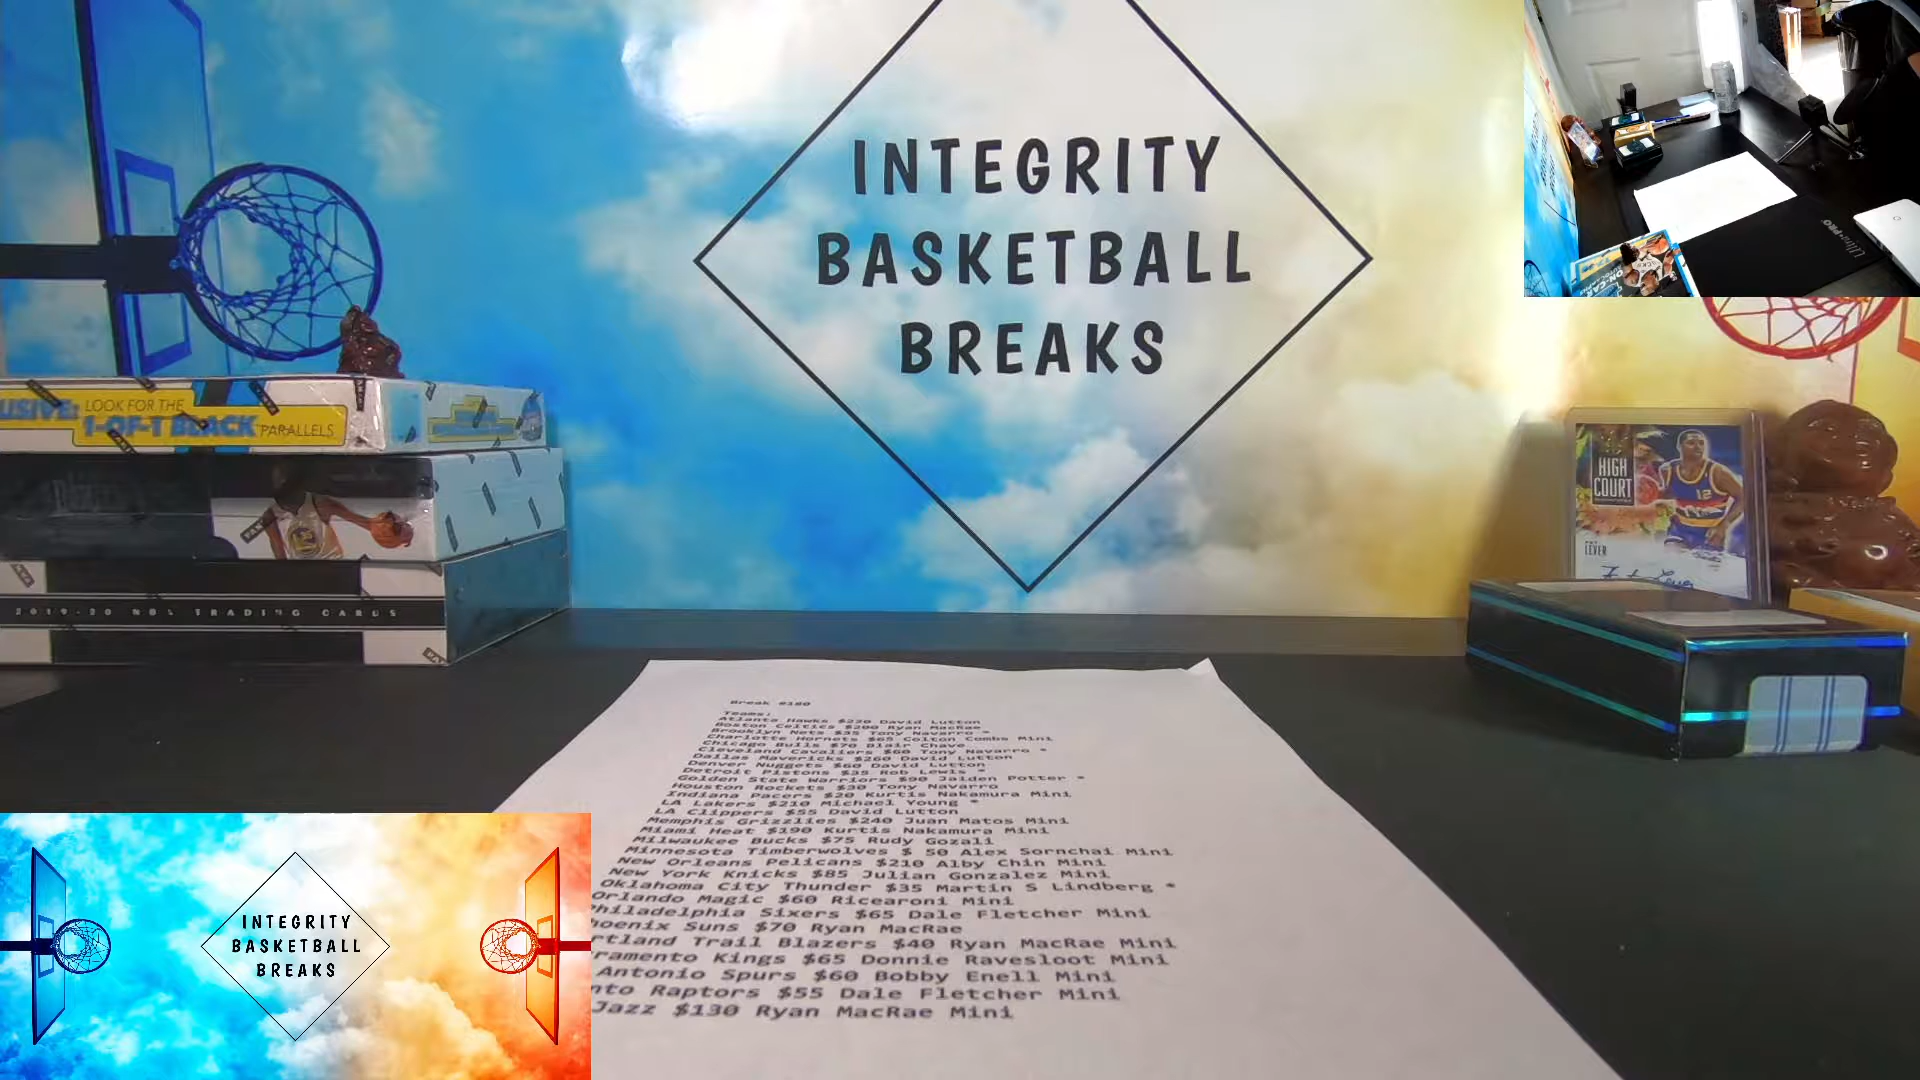 INTEGRITY
BASKETBALL
BREAKS
USIVE: LOOK FOR THE
1-OF-1 BLACK PARALLELS
2019-20 NBA TRADING CARDS
HIGH
COURT
12
LEVER
Break #180
Teams:
Atlanta Hawks $220 David Lutton
Boston Celtics $200 Ryan MacRae
Brooklyn Nets $35 Tony Navarro *
Charlotte Hornets $65 Colton Combs Mini
Chicago Bulls $70 Blair Chave
Cleveland Cavaliers $60 Tony Navarro *
Dallas Mavericks $260 David Lutton
Denver Nuggets $60 David Lutton
Detroit Pistons $35 Rob Lewis *
Golden State Warriors $90 Jaiden Potter *
Houston Rockets $30 Tony Navarro
Indiana Pacers $20 Kurtis Nakamura Mini
LA Lakers $210 Michael Young *
LA Clippers $55 David Lutton
Memphis Grizzlies $240 Juan Matos Mini
Miami Heat $190 Kurtis Nakamura Mini
Milwaukee Bucks $75 Rudy Gozali
Minnesota Timberwolves $ 50 Alex Sornchai Mini
New Orleans Pelicans $210 Alby Chin Mini
New York Knicks $85 Julian Gonzalez Mini
Oklahoma City Thunder $35 Martin S Lindberg *
Orlando Magic $60 Ricearoni Mini
Philadelphia Sixers $65 Dale Fletcher Mini
hoenix Suns $70 Ryan MacRae
rtland Trail Blazers $40 Ryan MacRae Mini
ramento Kings $65 Donnie Ravesloot Mini
Antonio Spurs $60 Bobby Enell Mini
nto Raptors $55 Dale Fletcher Mini
Jazz $130 Ryan MacRae Mini
INTEGRITY
BASKETBALL
BREAKS